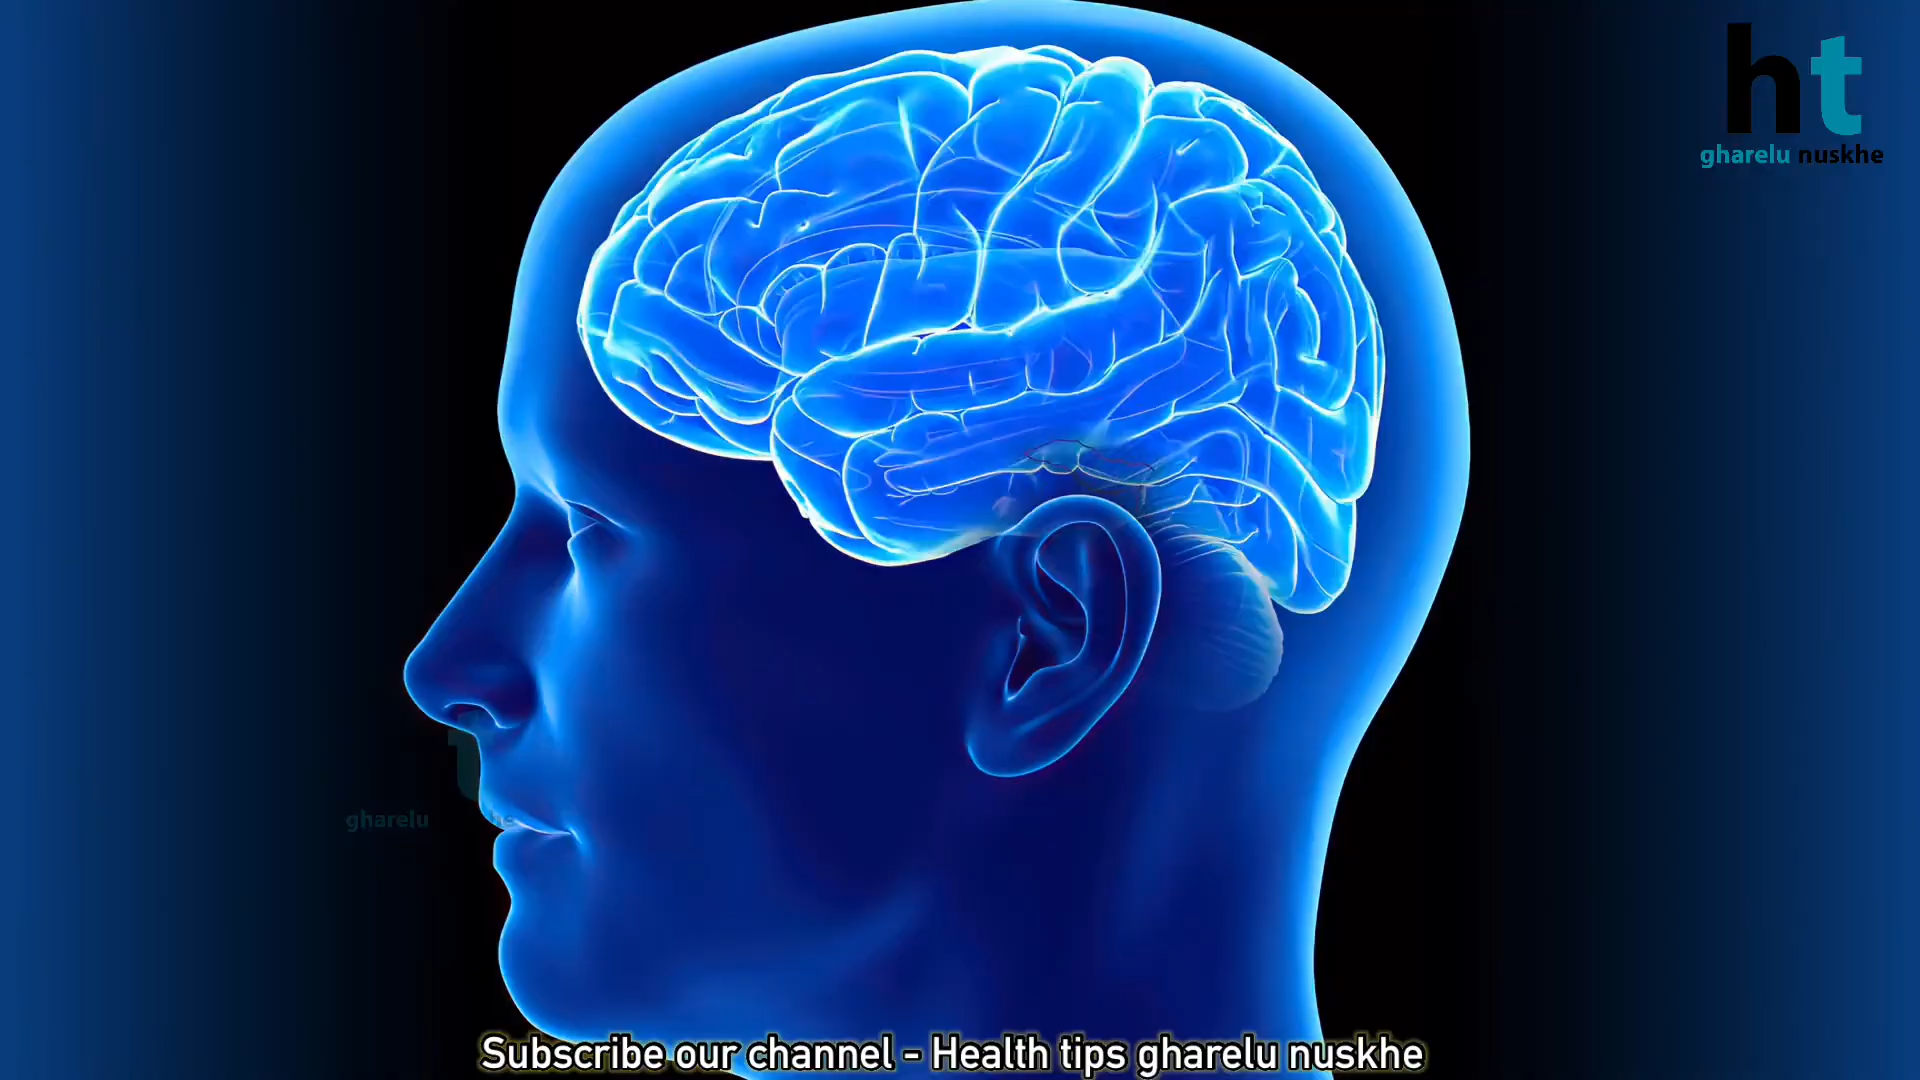 ht
gharelu nuskhe
gharelu
Subscribe our channel - Health tips gharelu nuskhe